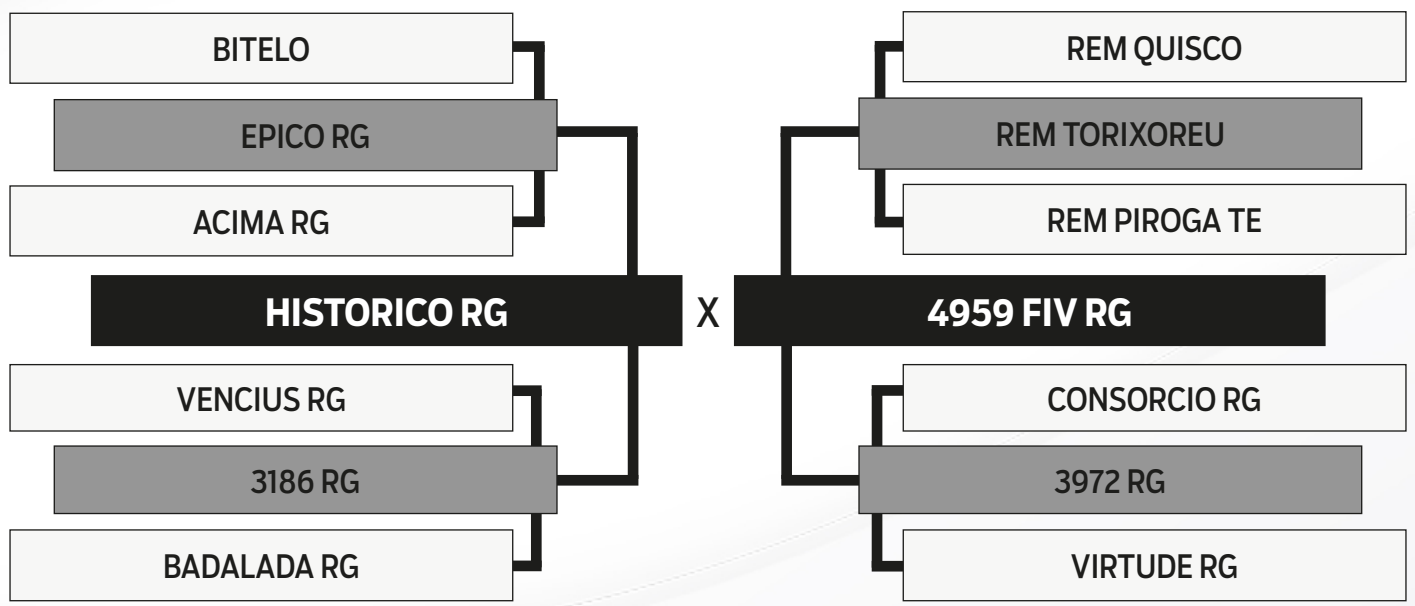 BITELO
REM QUISCO
EPICO RG
REM TORIXOREU
ACIMA RG
REM PIROGA TE
HISTORICO RG X 4959 FIV RG
VENCIUS RG
CONSORCIO RG
3186 RG
3972 RG
BADALADA RG
VIRTUDE RG